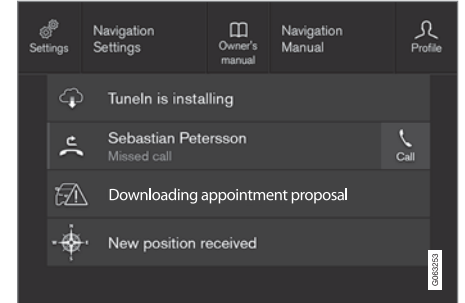 Settings
Navigation
Settings
Owner's
manual
Navigation
Manual
Profile
TuneIn is installing
Sebastian Petersson
Missed call
Call
Downloading appointment proposal
New position received
G063253